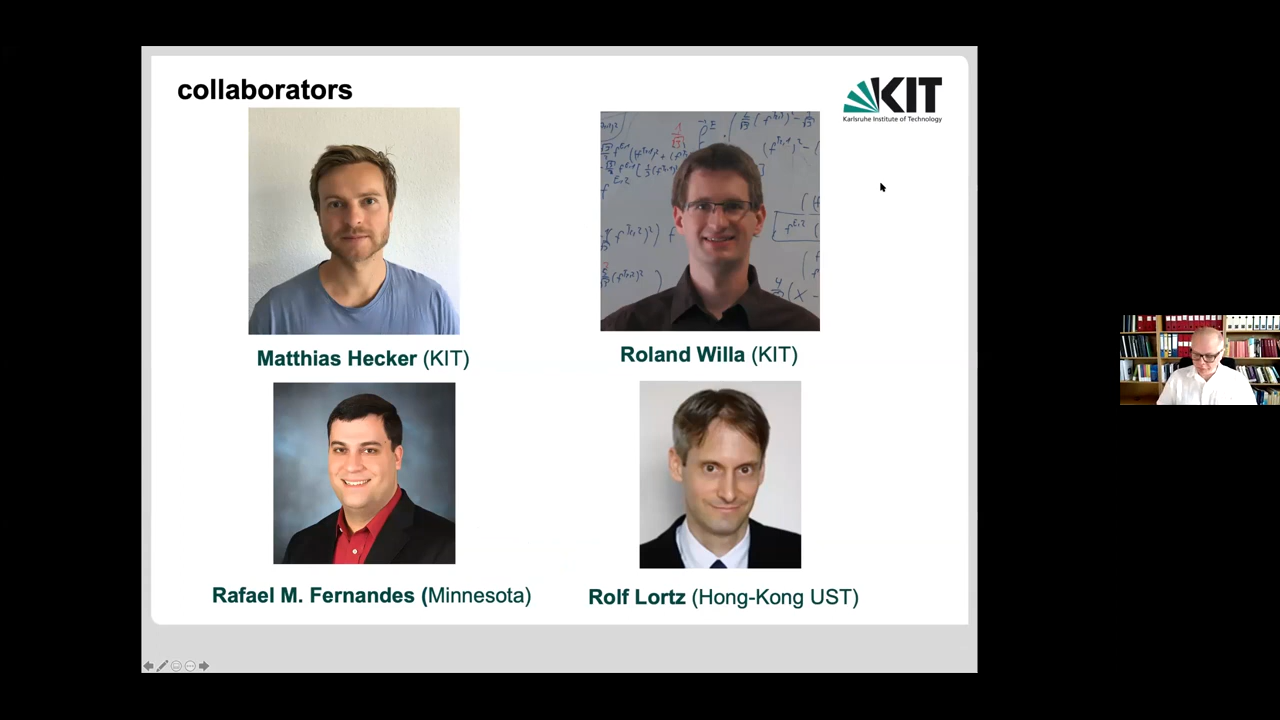 collaborators
KIT
Karlsruhe Institute of Technology
Matthias Hecker (KIT)
Roland Willa (KIT)
Rafael M. Fernandes (Minnesota)
Rolf Lortz (Hong-Kong UST)